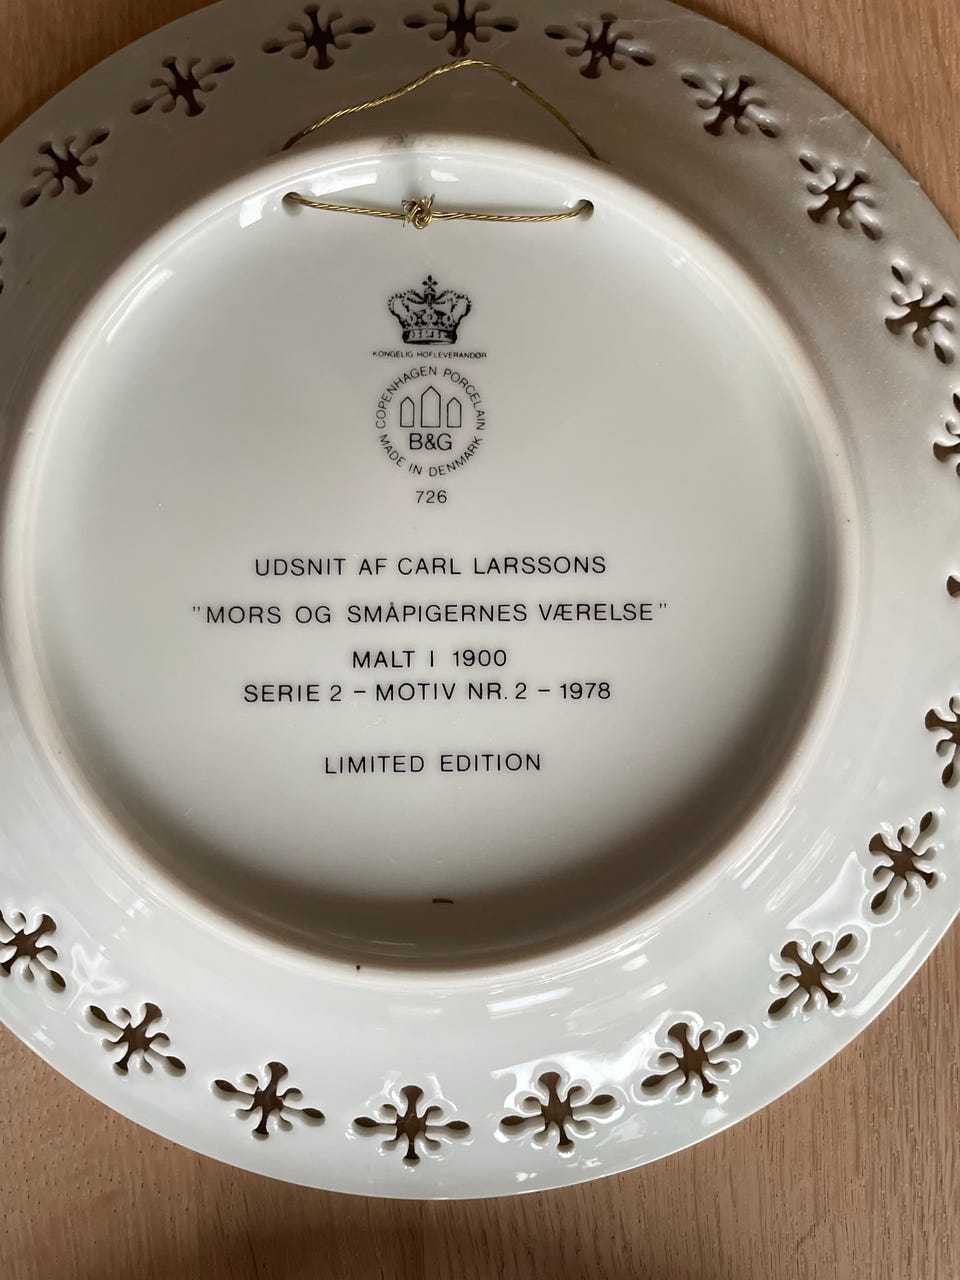 KONGELIG HOFLEVERANDØR
COPENHAGEN PORCELAIN
B&G
MADE IN DENMARK
726
UDSNIT AF CARL LARSSONS
"MORS OG SMÅPIGERNES VÆRELSE"
MALT I 1900
SERIE 2 – MOTIV NR. 2 – 1978
LIMITED EDITION